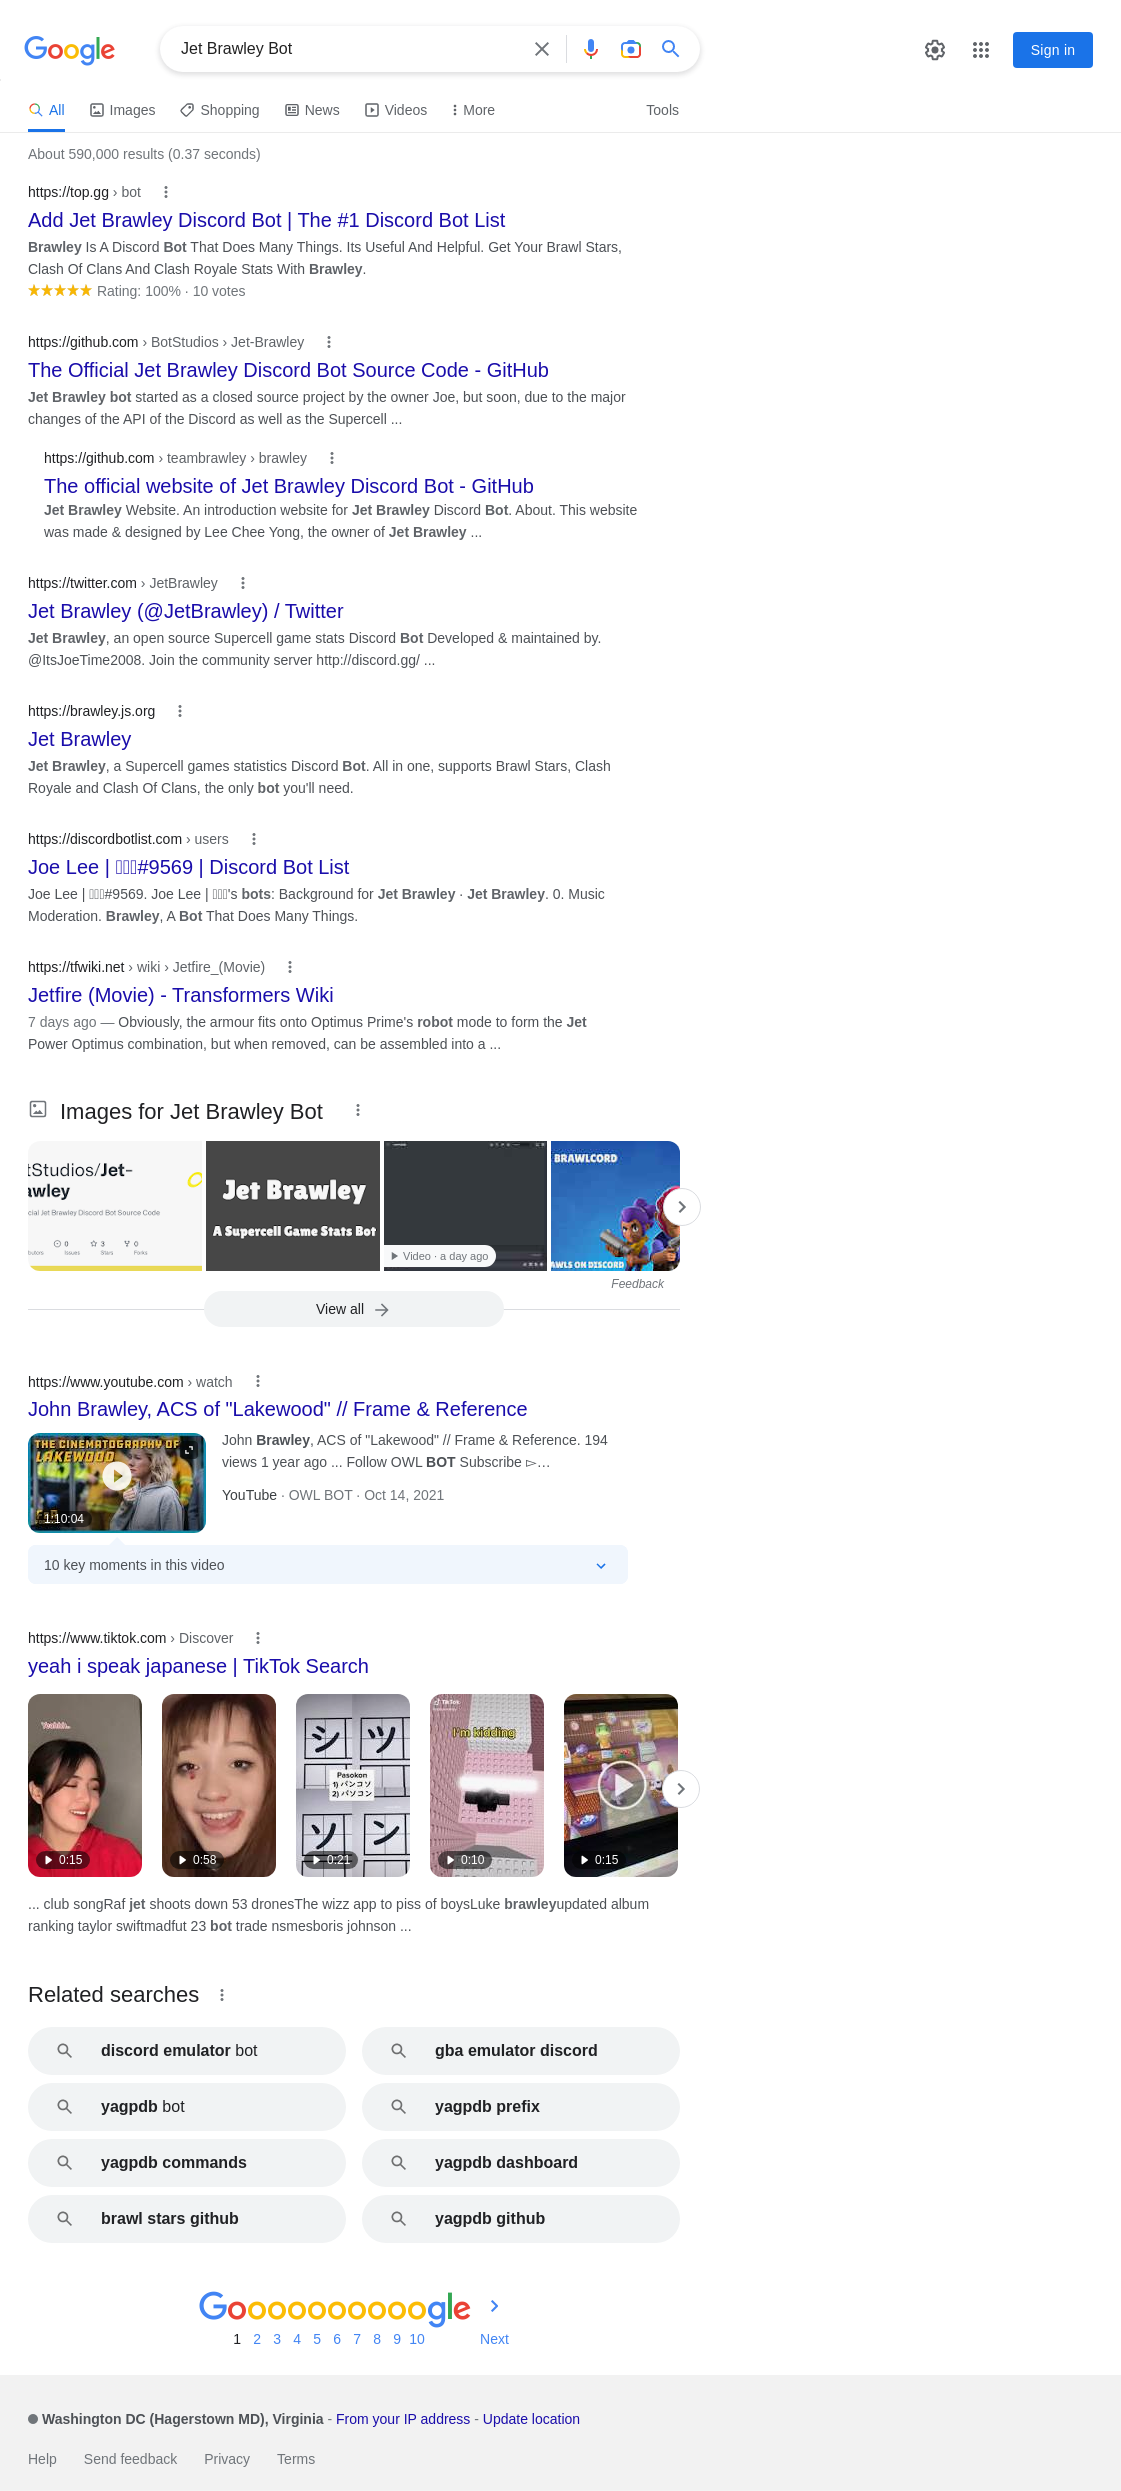 Google
Jet Brawley Bot
Sign in
All
Images
Shopping
News
Videos
More
Tools
About 590,000 results (0.37 seconds)
https://top.gg › bot
Add Jet Brawley Discord Bot | The #1 Discord Bot List
Brawley Is A Discord Bot That Does Many Things. Its Useful And Helpful. Get Your Brawl Stars,
Clash Of Clans And Clash Royale Stats With Brawley.
Rating: 100% · 10 votes
https://github.com › BotStudios › Jet-Brawley
The Official Jet Brawley Discord Bot Source Code - GitHub
Jet Brawley bot started as a closed source project by the owner Joe, but soon, due to the major
changes of the API of the Discord as well as the Supercell ...
https://github.com › teambrawley › brawley
The official website of Jet Brawley Discord Bot - GitHub
Jet Brawley Website. An introduction website for Jet Brawley Discord Bot. About. This website
was made & designed by Lee Chee Yong, the owner of Jet Brawley ...
https://twitter.com › JetBrawley
Jet Brawley (@JetBrawley) / Twitter
Jet Brawley, an open source Supercell game stats Discord Bot Developed & maintained by.
@ItsJoeTime2008. Join the community server http://discord.gg/ ...
https://brawley.js.org
Jet Brawley
Jet Brawley, a Supercell games statistics Discord Bot. All in one, supports Brawl Stars, Clash
Royale and Clash Of Clans, the only bot you'll need.
https://discordbotlist.com › users
Joe Lee | #9569 | Discord Bot List
Joe Lee | #9569. Joe Lee | 's bots: Background for Jet Brawley · Jet Brawley. 0. Music
Moderation. Brawley, A Bot That Does Many Things.
https://tfwiki.net › wiki › Jetfire_(Movie)
Jetfire (Movie) - Transformers Wiki
7 days ago — Obviously, the armour fits onto Optimus Prime's robot mode to form the Jet
Power Optimus combination, but when removed, can be assembled into a ...
Images for Jet Brawley Bot
tStudios/Jet-
awley
cial Jet Brawley Discord Bot Source Code
0 3 0
butors Issues Stars Forks
Jet Brawley
A Supercell Game Stats Bot
Video · a day ago
BRAWLCORD
AWLS ON DISCORD
Feedback
View all
https://www.youtube.com › watch
John Brawley, ACS of "Lakewood" // Frame & Reference
THE CINEMATOGRAPHY OF
LAKEWOOD
1:10:04
John Brawley, ACS of "Lakewood" // Frame & Reference. 194
views 1 year ago ... Follow OWL BOT Subscribe ▻…
YouTube · OWL BOT · Oct 14, 2021
10 key moments in this video
https://www.tiktok.com › Discover
yeah i speak japanese | TikTok Search
Yeahhh..
0:15
0:58
シ ツ
Pasokon
1) パンコソ
2) パソコン
ソ ン
0:21
TikTok
I'm kidding
0:10
0:15
... club songRaf jet shoots down 53 dronesThe wizz app to piss of boysLuke brawleyupdated album
ranking taylor swiftmadfut 23 bot trade nsmesboris johnson ...
Related searches
discord emulator bot
gba emulator discord
yagpdb bot
yagpdb prefix
yagpdb commands
yagpdb dashboard
brawl stars github
yagpdb github
Goooooooooogle
1 2 3 4 5 6 7 8 9 10 Next
Washington DC (Hagerstown MD), Virginia - From your IP address - Update location
Help
Send feedback
Privacy
Terms